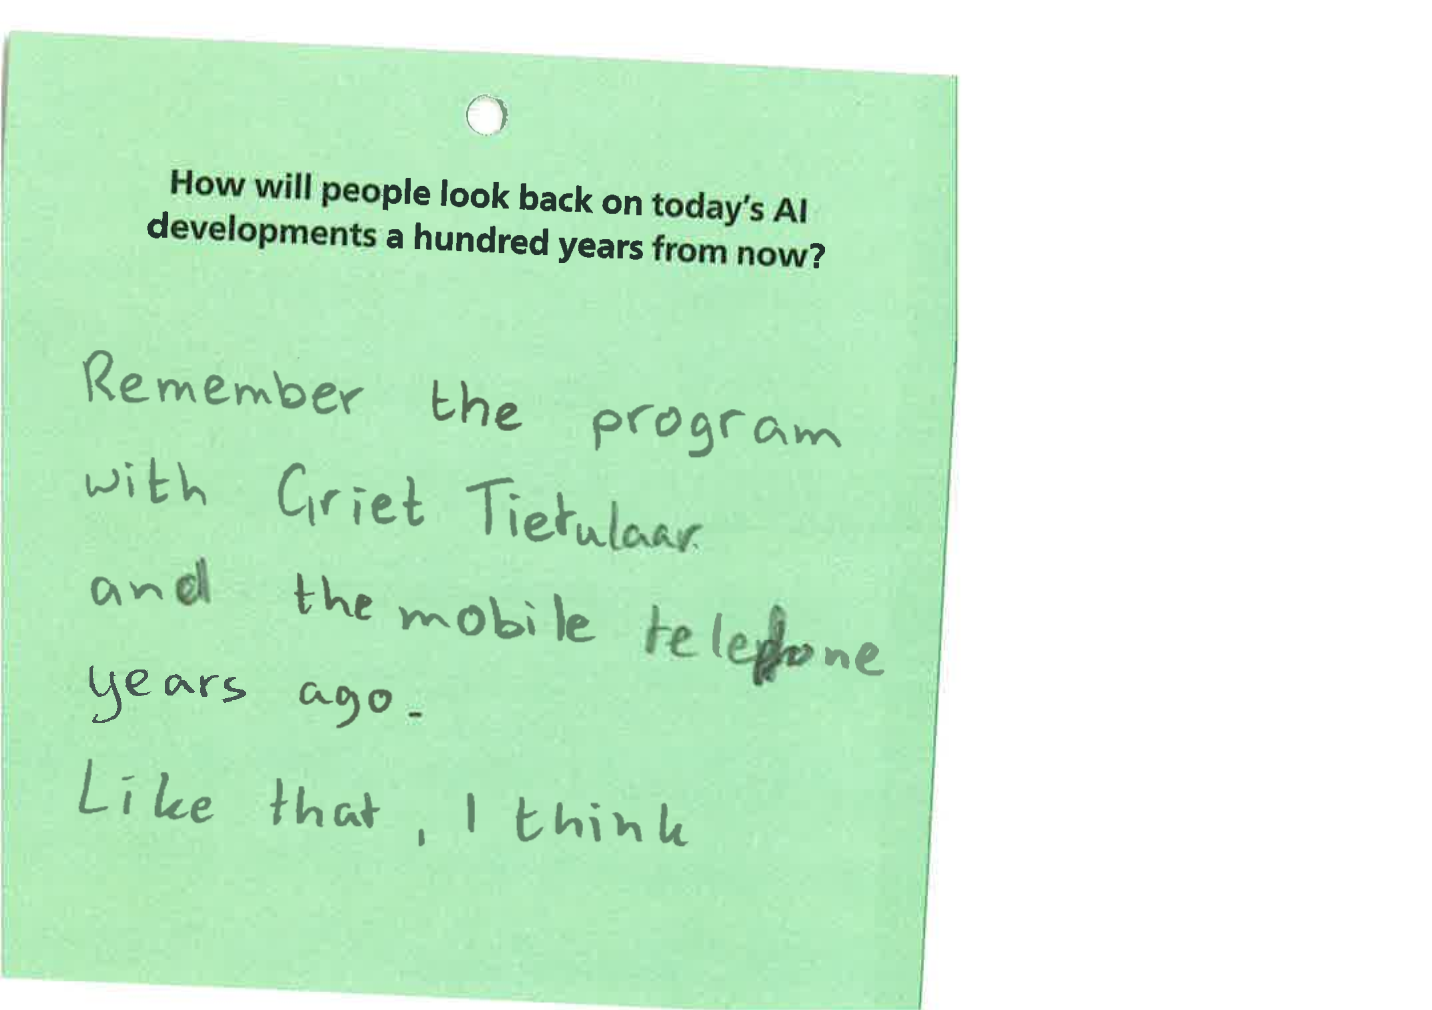 How will people look back on today's AI
developments a hundred years from now?
Remember the program
with Griet Tietulaar
and the mobile telephone
years ago.
Like that, I think